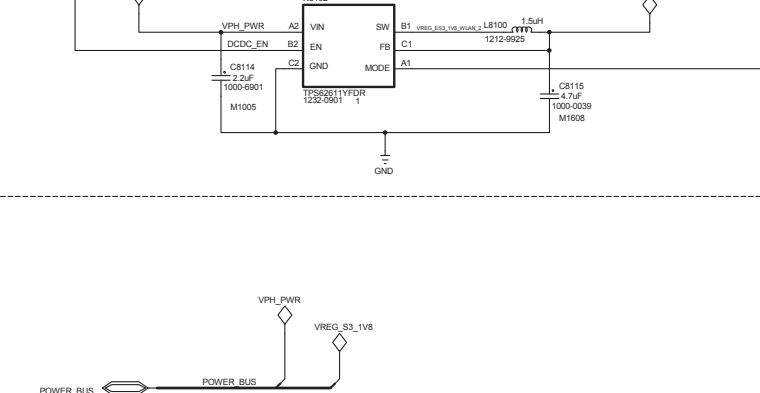 VPH_PWR A2 VIN SW B1 VREG_ES3_1V8_WLAN_2 L8100 1.5uH
1212-9925
DCDC_EN B2 EN FB C1
C2 GND MODE A1
C8114
2.2uF
1000-6901
M1005
TPS62611YFDR
1232-0901 1
C8115
4.7uF
1000-0039
M1608
GND
VPH_PWR
VREG_S3_1V8
POWER_BUS POWER_BUS